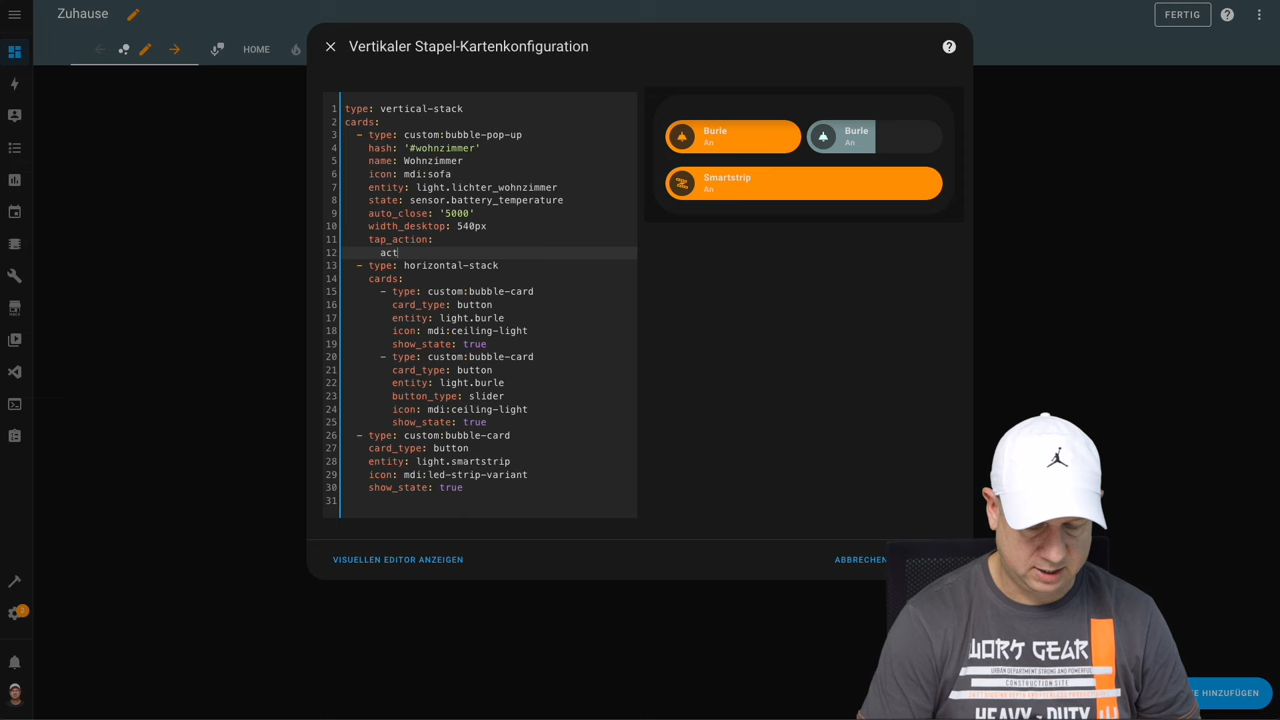 Zuhause
FERTIG
HOME
Vertikaler Stapel-Kartenkonfiguration
1 type: vertical-stack
2 cards:
3 - type: custom:bubble-pop-up
4 hash: '#wohnzimmer'
5 name: Wohnzimmer
6 icon: mdi:sofa
7 entity: light.lichter_wohnzimmer
8 state: sensor.battery_temperature
9 auto_close: '5000'
10 width_desktop: 540px
11 tap_action:
12 act
13 - type: horizontal-stack
14 cards:
15 - type: custom:bubble-card
16 card_type: button
17 entity: light.burle
18 icon: mdi:ceiling-light
19 show_state: true
20 - type: custom:bubble-card
21 card_type: button
22 entity: light.burle
23 button_type: slider
24 icon: mdi:ceiling-light
25 show_state: true
26 - type: custom:bubble-card
27 card_type: button
28 entity: light.smartstrip
29 icon: mdi:led-strip-variant
30 show_state: true
31
Burle
An
Burle
An
Smartstrip
An
VISUELLEN EDITOR ANZEIGEN
ABBRECHEN
2
HINZUFÜGEN
WORT GEAR
URBAN DEPARTMENT STRONG AND POWERFUL
CONSTRUCTION SITE
HEAVY-DUTY